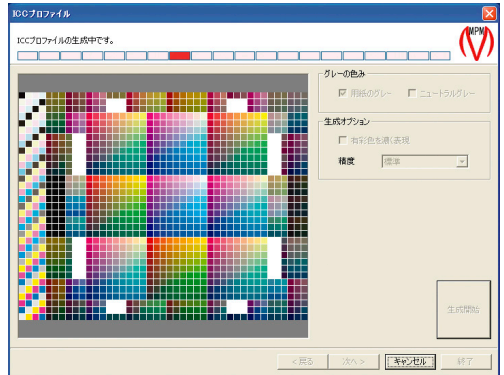 ICCプロファイル
ICCプロファイルの生成中です。
MPM
グレーの色み
用紙のグレー ニュートラルグレー
生成オプション
有彩色を濃く表現
精度 標準
生成開始
< 戻る 次へ > キャンセル 終了